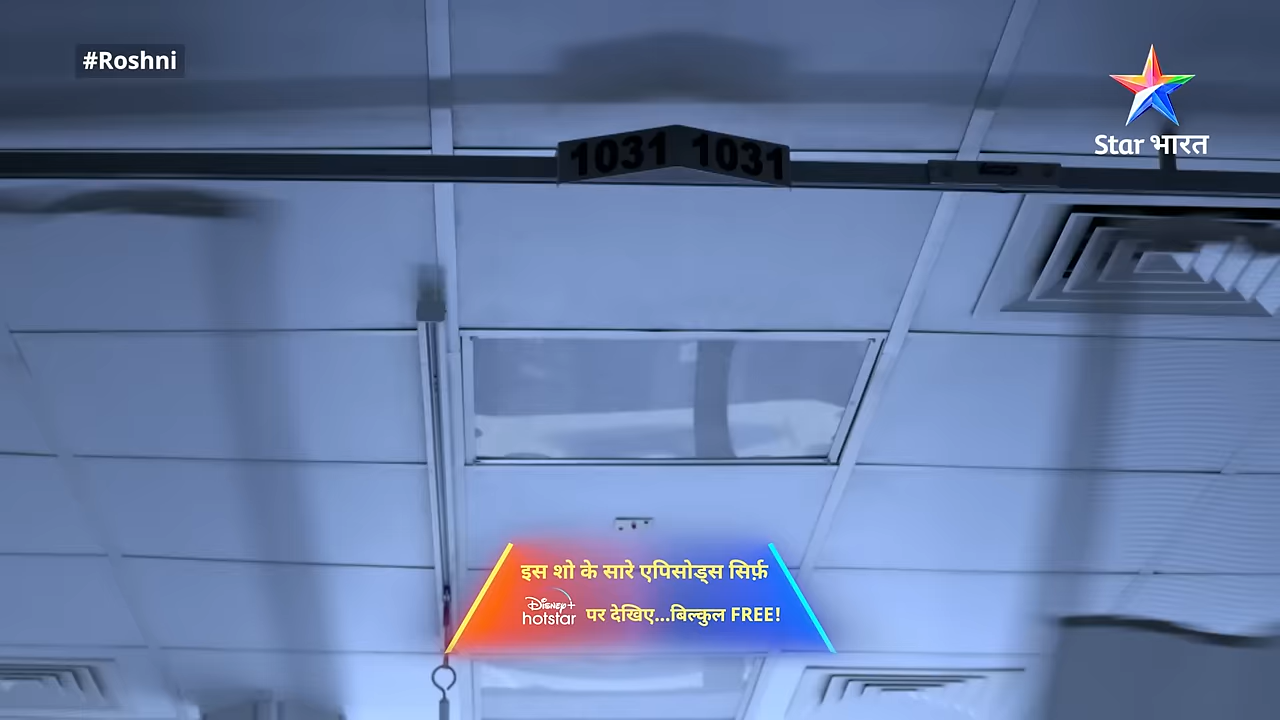 #Roshni
Star भारत
1031 1031
इस शो के सारे एपिसोड्स सिर्फ़
Disney+ hotstar पर देखिए...बिल्कुल FREE!